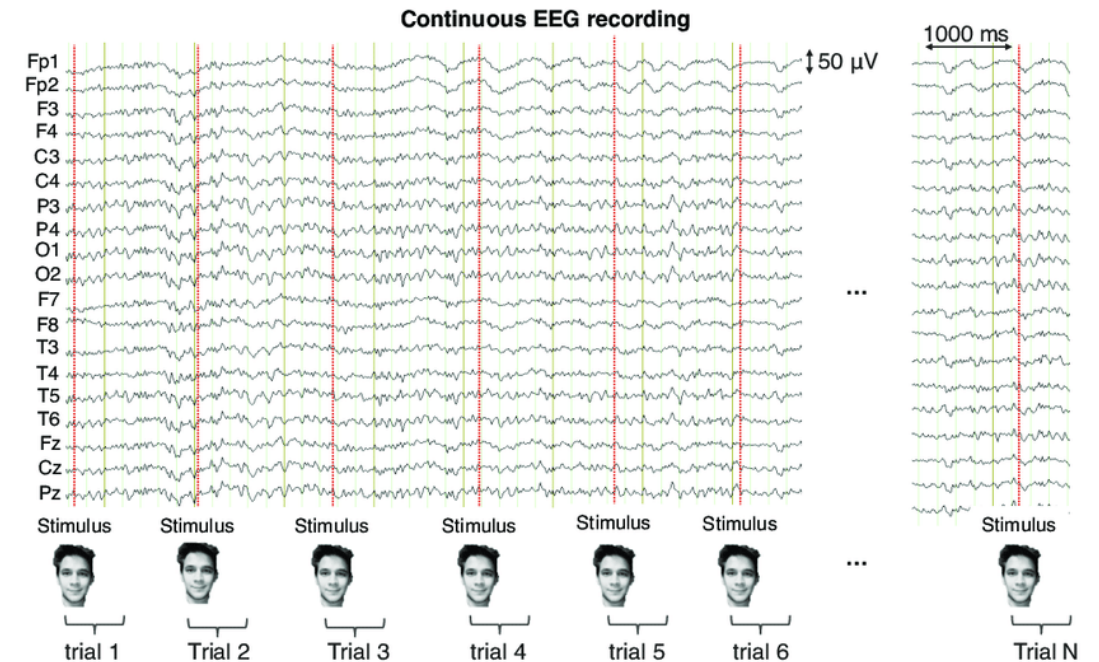 Continuous EEG recording
1000 ms
50 µV
Fp1
Fp2
F3
F4
C3
C4
P3
P4
O1
O2
F7
F8
T3
T4
T5
T6
Fz
Cz
Pz
...
Stimulus Stimulus Stimulus Stimulus Stimulus Stimulus Stimulus
...
trial 1 Trial 2 Trial 3 trial 4 trial 5 trial 6 Trial N